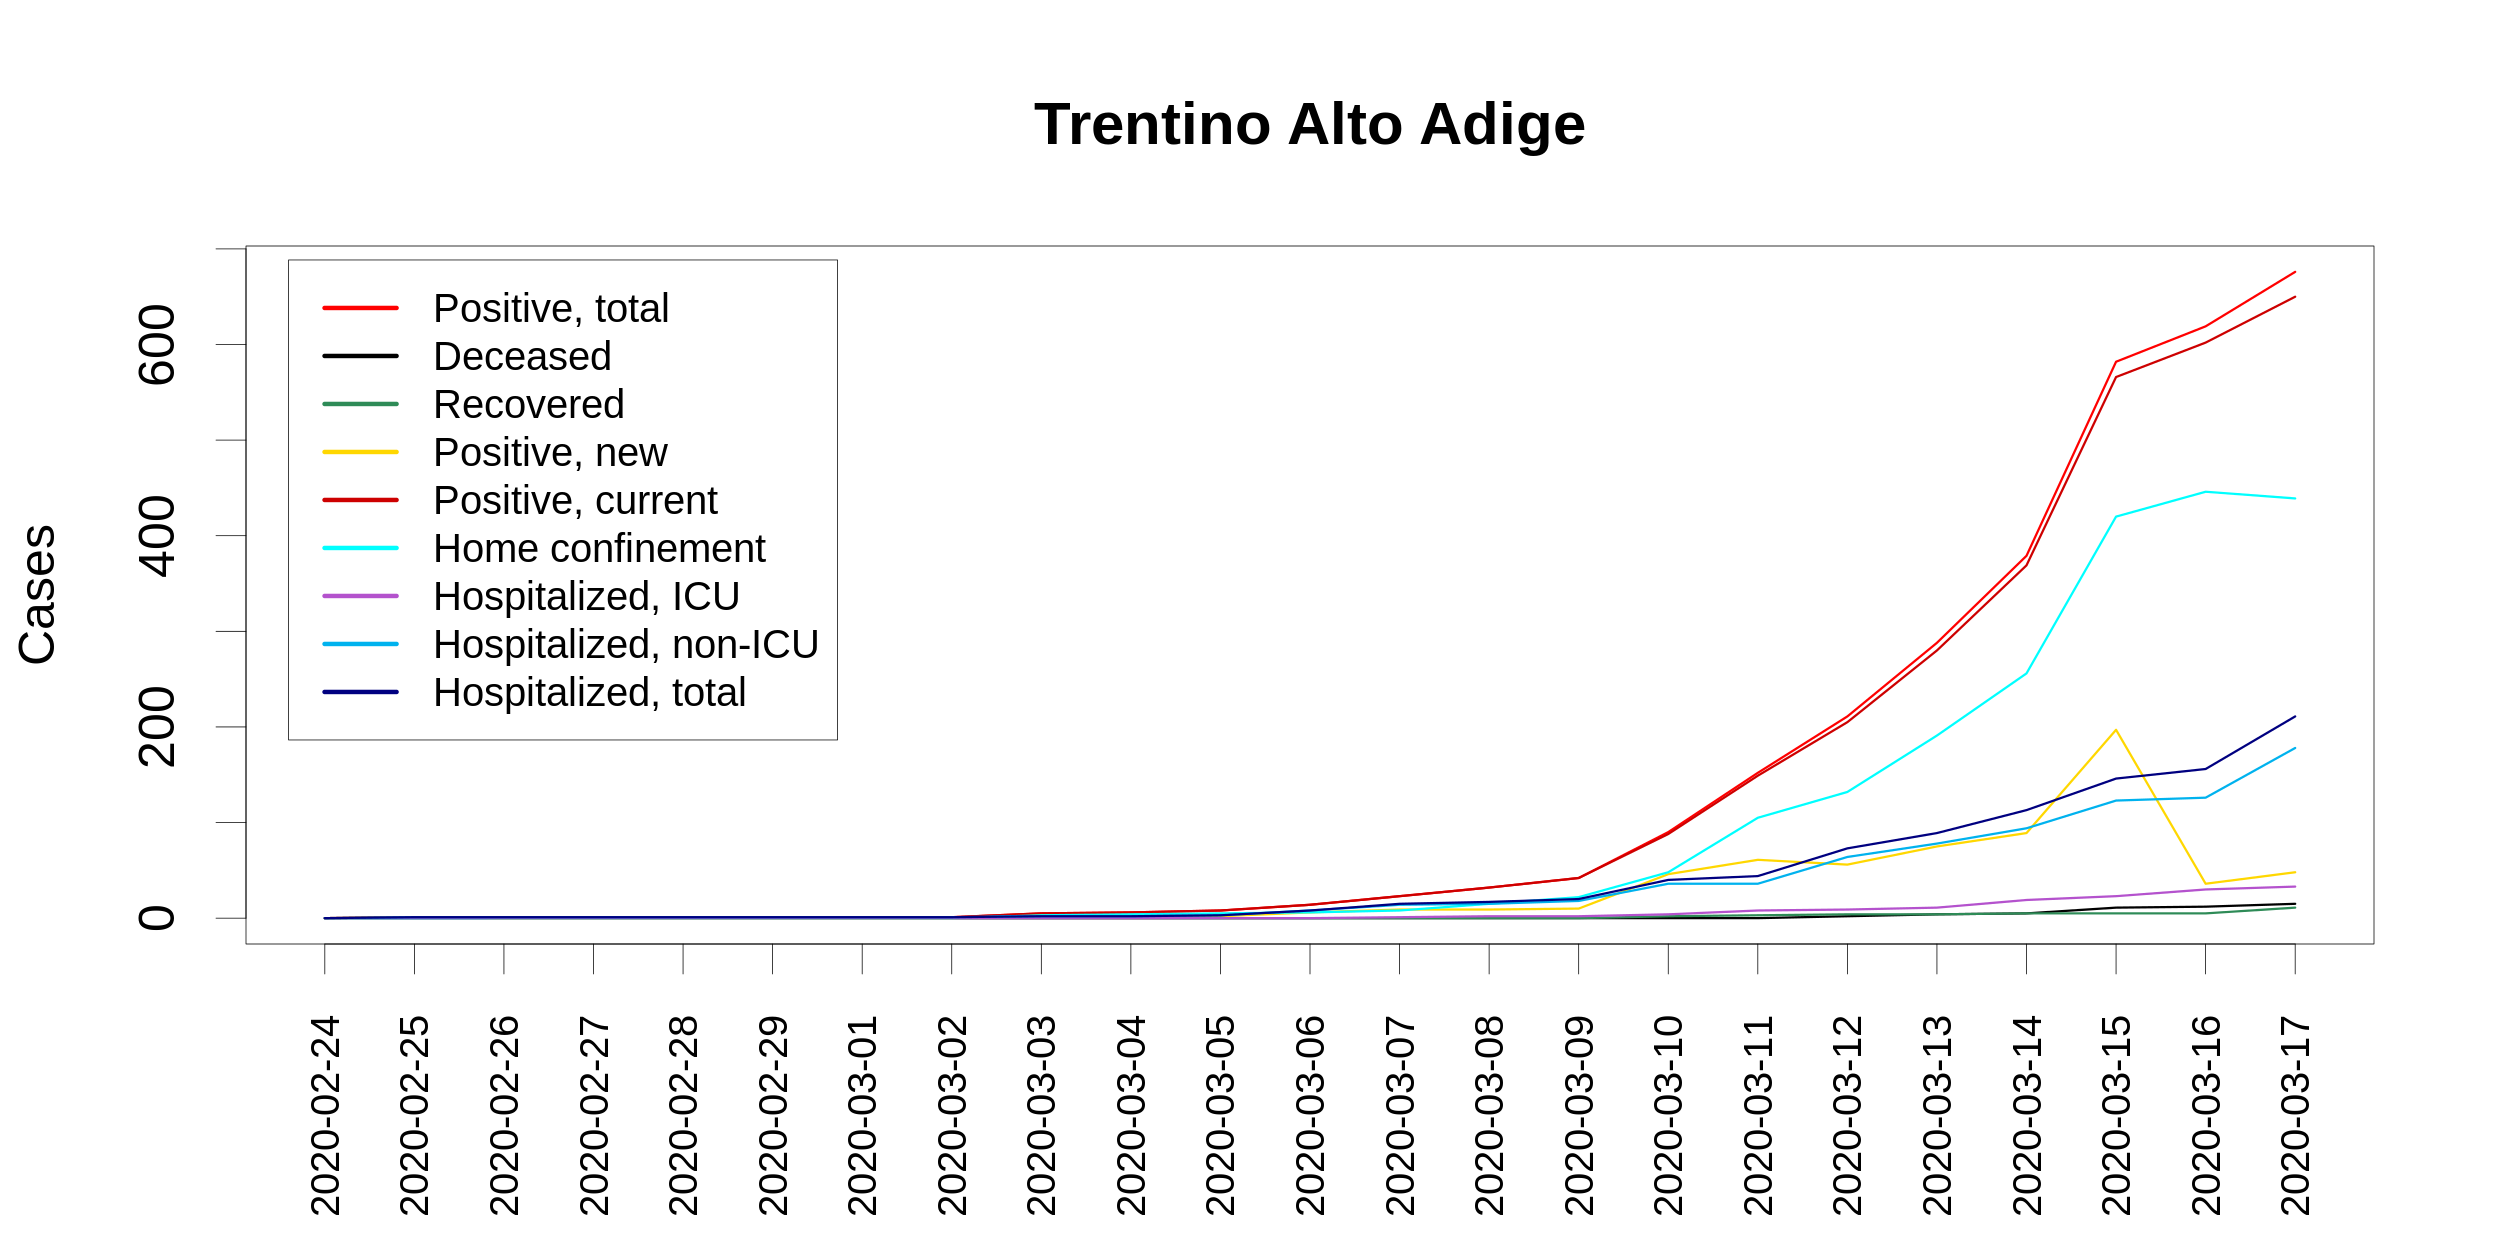 Trentino Alto Adige
Cases
600
400
200
0
Positive, total
Deceased
Recovered
Positive, new
Positive, current
Home confinement
Hospitalized, ICU
Hospitalized, non-ICU
Hospitalized, total
2020-02-24
2020-02-25
2020-02-26
2020-02-27
2020-02-28
2020-02-29
2020-03-01
2020-03-02
2020-03-03
2020-03-04
2020-03-05
2020-03-06
2020-03-07
2020-03-08
2020-03-09
2020-03-10
2020-03-11
2020-03-12
2020-03-13
2020-03-14
2020-03-15
2020-03-16
2020-03-17